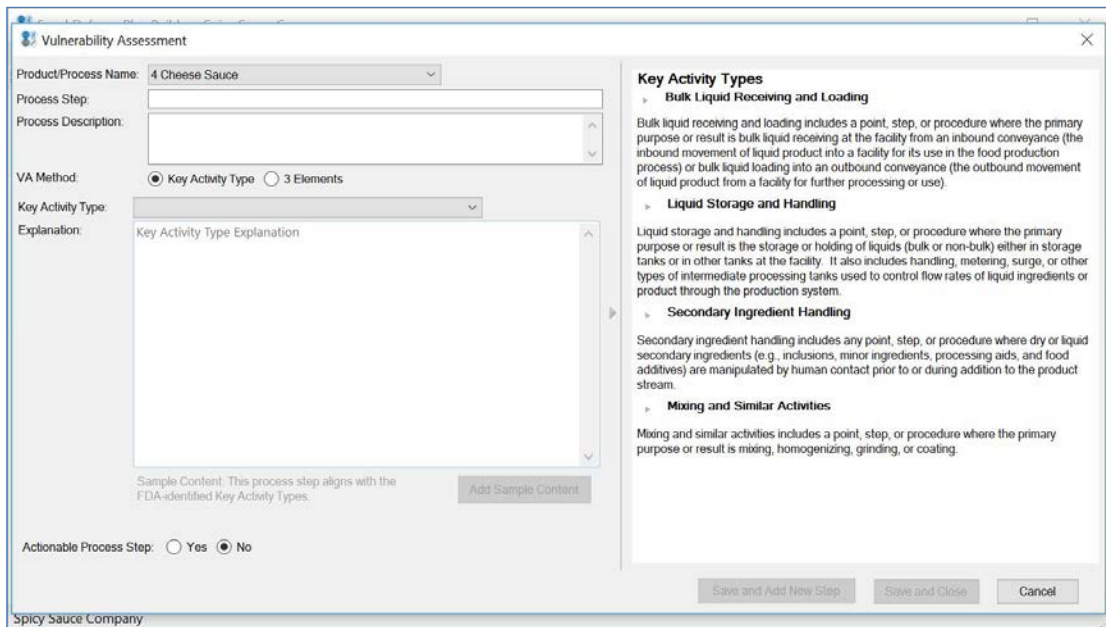 Vulnerability Assessment
Product/Process Name: 4 Cheese Sauce
Process Step:
Process Description:
VA Method: Key Activity Type 3 Elements
Key Activity Type:
Explanation: Key Activity Type Explanation
Sample Content: This process step aligns with the
FDA-identified Key Activity Types.
Add Sample Content
Actionable Process Step: Yes No
Key Activity Types
Bulk Liquid Receiving and Loading
Bulk liquid receiving and loading includes a point, step, or procedure where the primary
purpose or result is bulk liquid receiving at the facility from an inbound conveyance (the
inbound movement of liquid product into a facility for its use in the food production
process) or bulk liquid loading into an outbound conveyance (the outbound movement
of liquid product from a facility for further processing or use).
Liquid Storage and Handling
Liquid storage and handling includes a point, step, or procedure where the primary
purpose or result is the storage or holding of liquids (bulk or non-bulk) either in storage
tanks or in other tanks at the facility. It also includes handling, metering, surge, or other
types of intermediate processing tanks used to control flow rates of liquid ingredients or
product through the production system.
Secondary Ingredient Handling
Secondary ingredient handling includes any point, step, or procedure where dry or liquid
secondary ingredients (e.g., inclusions, minor ingredients, processing aids, and food
additives) are manipulated by human contact prior to or during addition to the product
stream.
Mixing and Similar Activities
Mixing and similar activities includes a point, step, or procedure where the primary
purpose or result is mixing, homogenizing, grinding, or coating.
Save and Add New Step Save and Close Cancel
Spicy Sauce Company